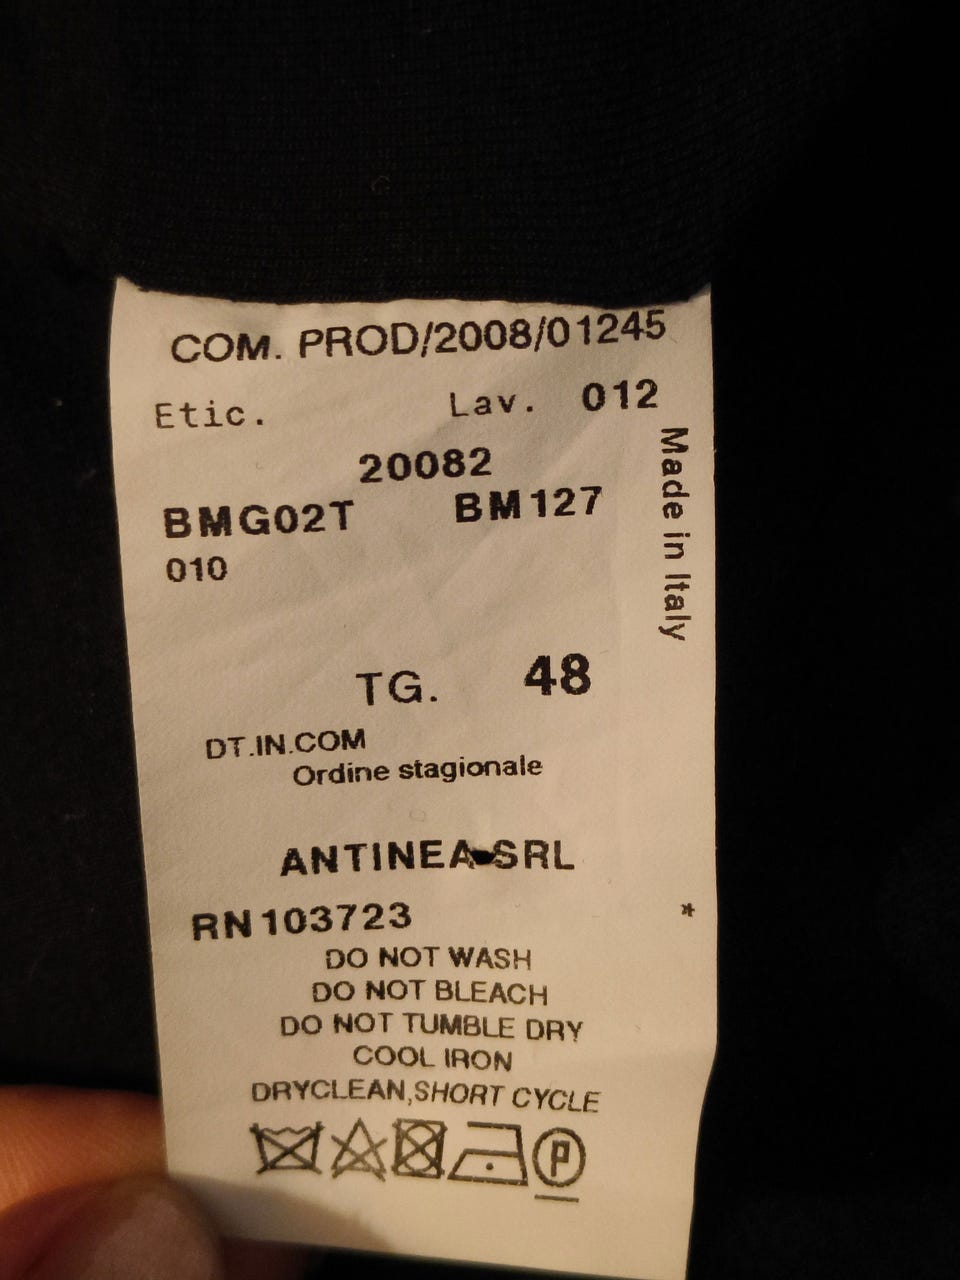 COM. PROD/2008/01245
Etic. Lav. 012
20082
BMG02T BM127
010
Made in Italy
TG. 48
DT.IN.COM
Ordine stagionale
ANTINEA SRL
RN103723 *
DO NOT WASH
DO NOT BLEACH
DO NOT TUMBLE DRY
COOL IRON
DRYCLEAN,SHORT CYCLE
P